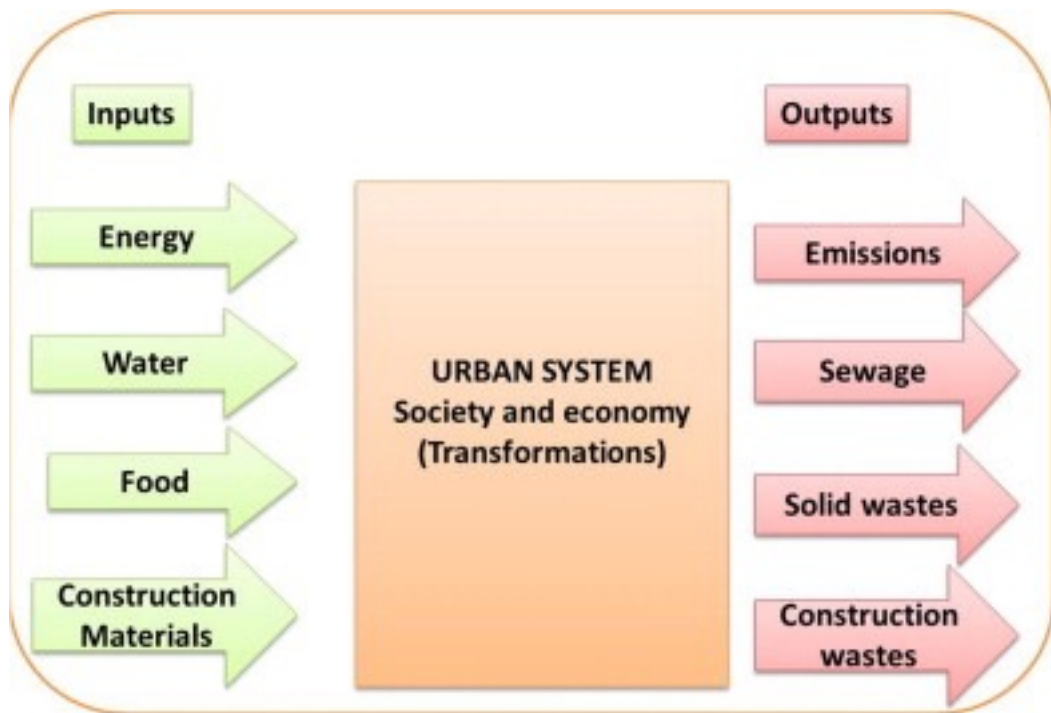 Inputs
Outputs
Energy
Water
Food
Construction
Materials
URBAN SYSTEM
Society and economy
(Transformations)
Emissions
Sewage
Solid wastes
Construction
wastes